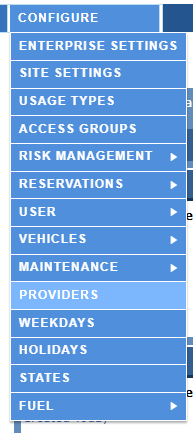 CONFIGURE
ENTERPRISE SETTINGS
SITE SETTINGS
USAGE TYPES
ACCESS GROUPS
RISK MANAGEMENT
RESERVATIONS
USER
VEHICLES
MAINTENANCE
PROVIDERS
WEEKDAYS
HOLIDAYS
STATES
FUEL